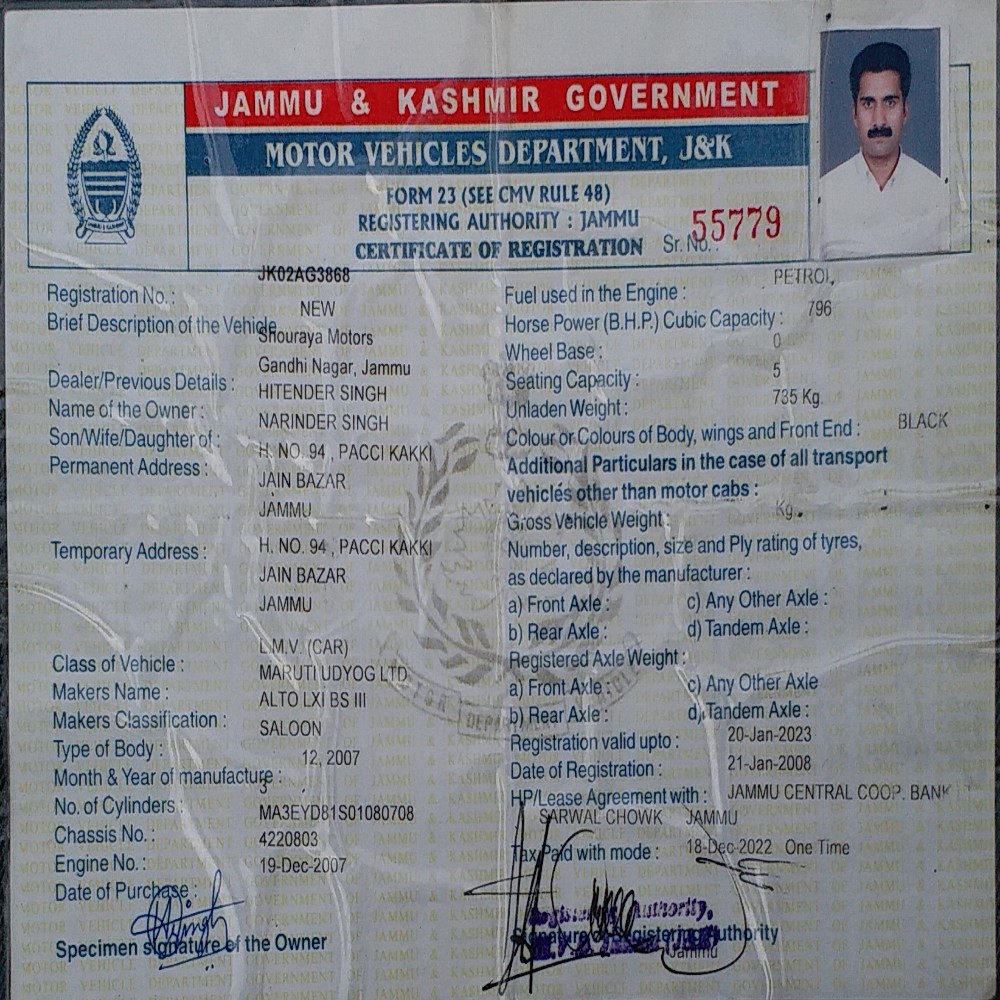 JAMMU & KASHMIR GOVERNMENT
MOTOR VEHICLES DEPARTMENT, J&K
FORM 23 (SEE CMV RULE 48)
REGISTERING AUTHORITY : JAMMU
CERTIFICATE OF REGISTRATION
Sr. No. : 55779
Registration No. : JK02AG3868
Brief Description of the Vehicle NEW
Shouraya Motors
Dealer/Previous Details : Gandhi Nagar, Jammu
Name of the Owner : HITENDER SINGH
Son/Wife/Daughter of : NARINDER SINGH
Permanent Address : H. NO. 94 , PACCI KAKKI
JAIN BAZAR
JAMMU
Temporary Address : H. NO. 94 , PACCI KAKKI
JAIN BAZAR
JAMMU
Class of Vehicle : L.M.V. (CAR)
Makers Name : MARUTI UDYOG LTD
Makers Classification : ALTO LXI BS III
Type of Body : SALOON
Month & Year of manufacture : 12, 2007
No. of Cylinders : 3
Chassis No. : MA3EYD81S01080708
Engine No. : 4220803
Date of Purchase : 19-Dec-2007
Specimen signature of the Owner
Fuel used in the Engine : PETROL
Horse Power (B.H.P.) Cubic Capacity : 796
Wheel Base : 0
Seating Capacity : 5
Unladen Weight : 735 Kg.
Colour or Colours of Body, wings and Front End : BLACK
Additional Particulars in the case of all transport
vehicles other than motor cabs :
Gross Vehicle Weight : Kg.
Number, description, size and Ply rating of tyres,
as declared by the manufacturer :
a) Front Axle : c) Any Other Axle :
b) Rear Axle : d) Tandem Axle :
Registered Axle Weight :
a) Front Axle : c) Any Other Axle
b) Rear Axle : d) Tandem Axle :
Registration valid upto : 20-Jan-2023
Date of Registration : 21-Jan-2008
HP/Lease Agreement with : JAMMU CENTRAL COOP. BANK
SARWAL CHOWK JAMMU
Tax Paid with mode : 18-Dec-2022 One Time
Signature of Registering Authority
Jammu